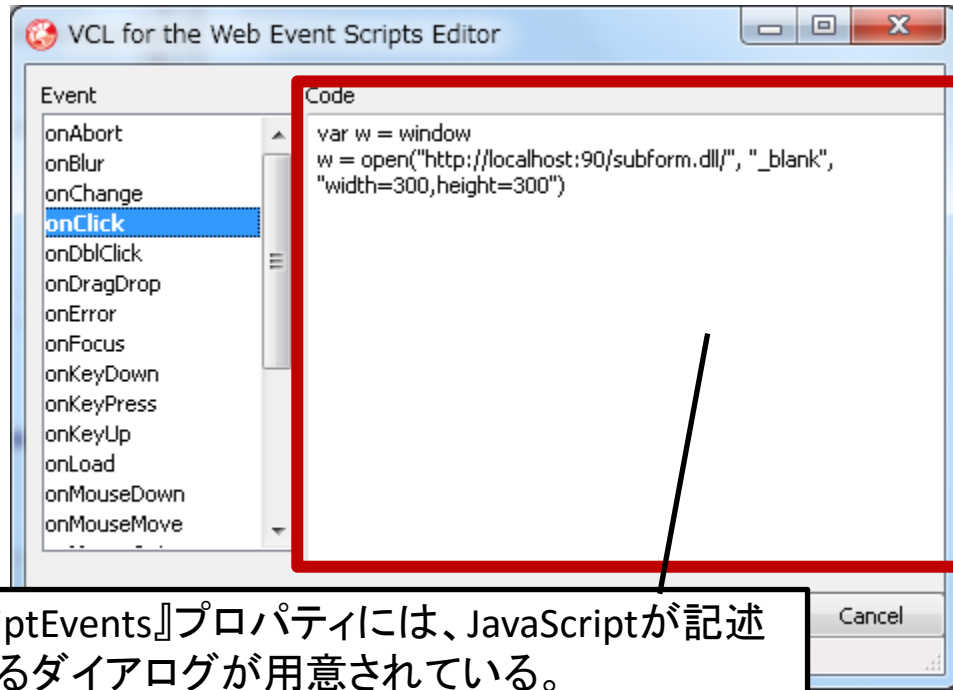 VCL for the Web Event Scripts Editor
Event
Code
onAbort
onBlur
onChange
onClick
onDblClick
onDragDrop
onError
onFocus
onKeyDown
onKeyPress
onKeyUp
onLoad
onMouseDown
onMouseMove
var w = window
w = open("http://localhost:90/subform.dll/", "_blank",
"width=300,height=300")
Cancel
iptEvents』プロパティには、JavaScriptが記述
るダイアログが用意されている。